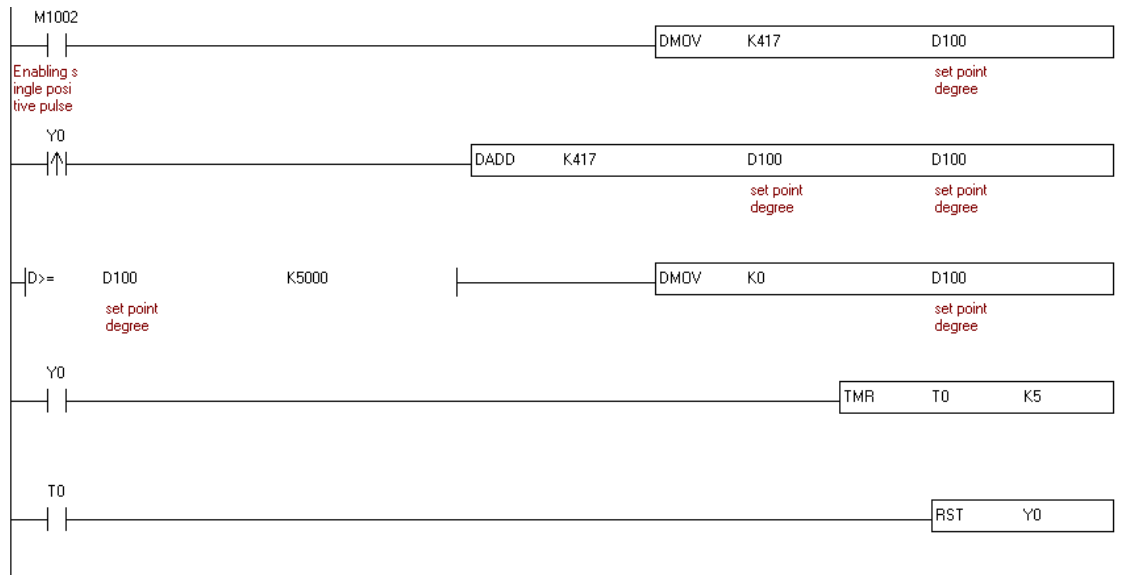 M1002
DMOV K417 D100
Enabling s
ingle posi
tive pulse
set point
degree
Y0
DADD K417 D100 D100
set point
degree
set point
degree
D>= D100 K5000
DMOV K0 D100
set point
degree
set point
degree
Y0
TMR T0 K5
T0
RST Y0